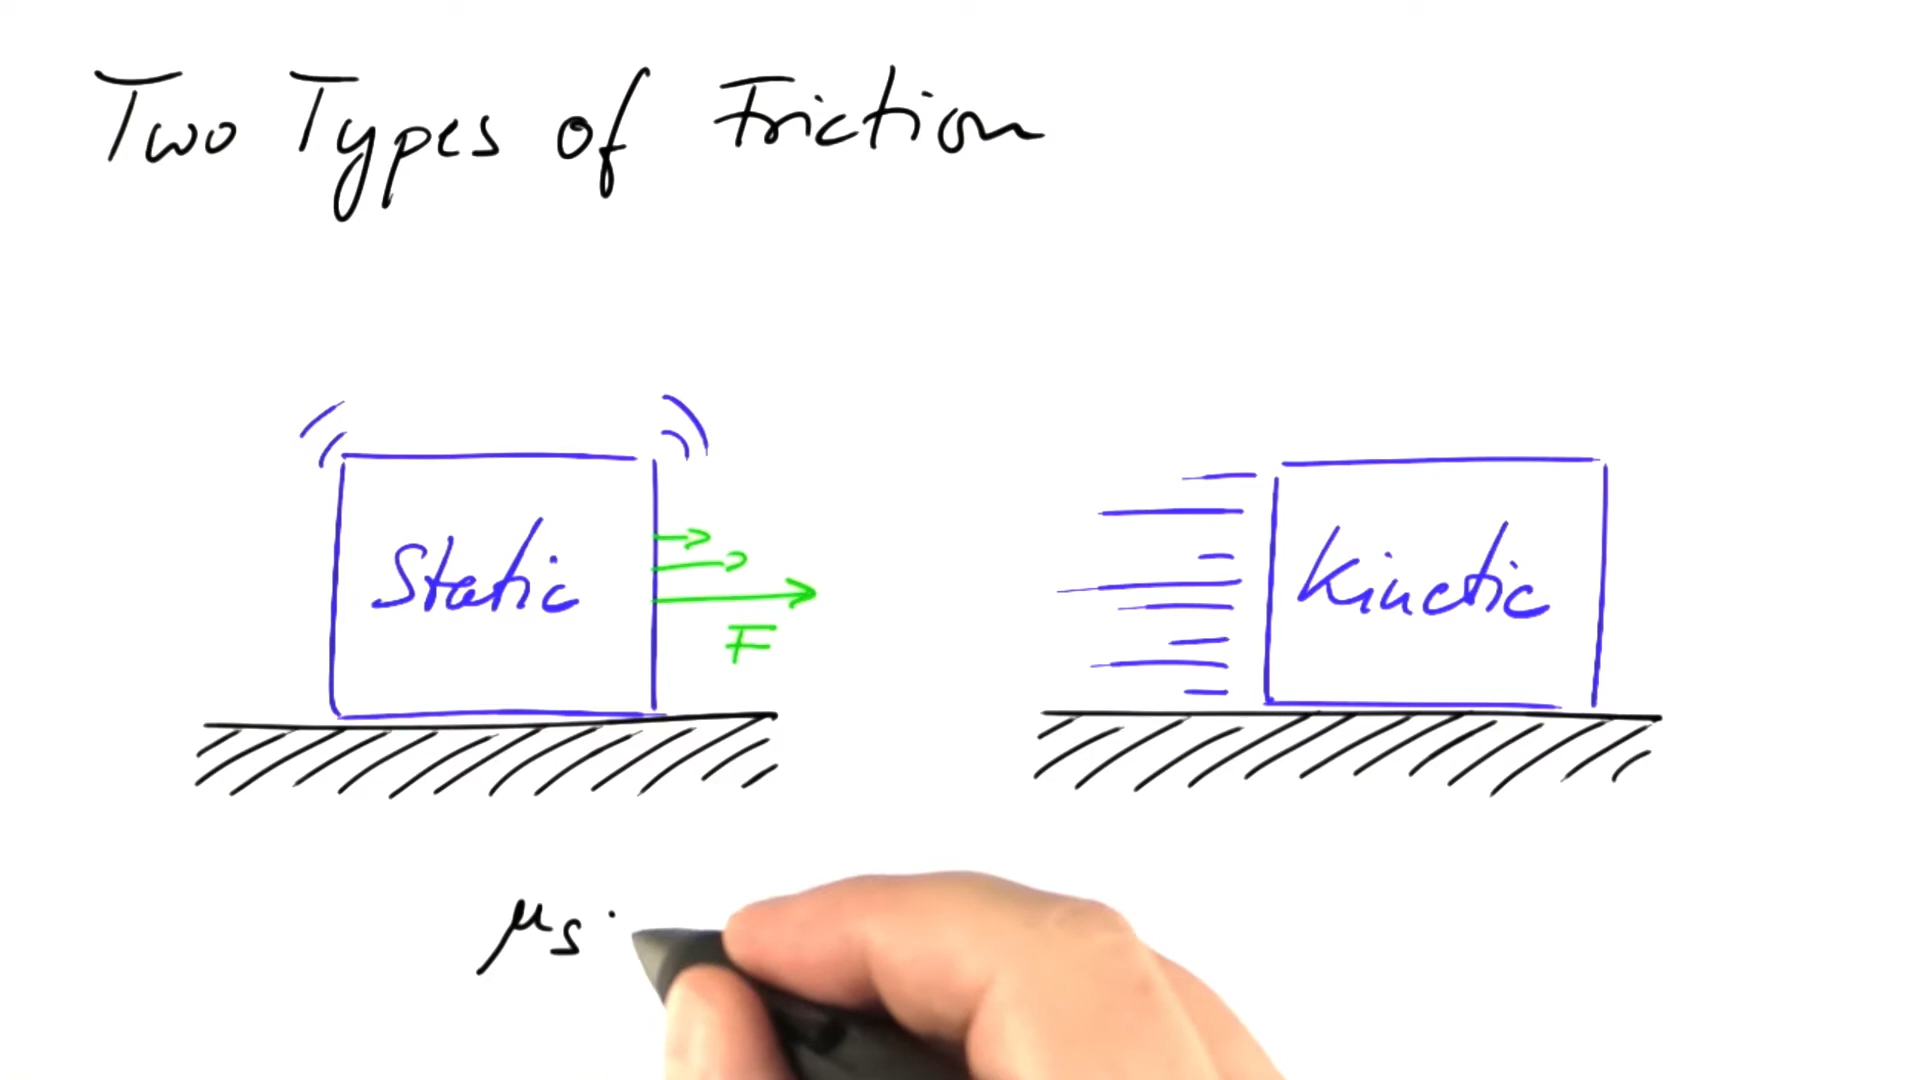 Two Types of Friction
Static
F
Kinetic
μs